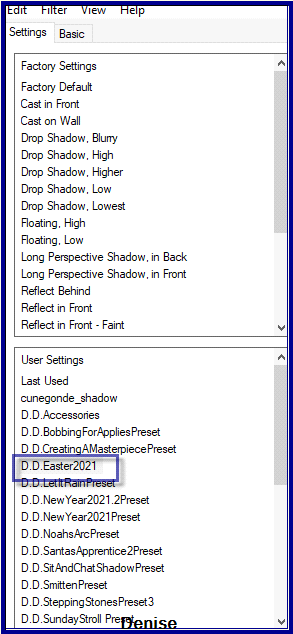 Edit Filter View Help
Settings Basic
Factory Settings
Factory Default
Cast in Front
Cast on Wall
Drop Shadow, Blurry
Drop Shadow, High
Drop Shadow, Higher
Drop Shadow, Low
Drop Shadow, Lowest
Floating, High
Floating, Low
Long Perspective Shadow, in Back
Long Perspective Shadow, in Front
Reflect Behind
Reflect in Front
Reflect in Front - Faint
User Settings
Last Used
cunegonde_shadow
D.D.Accessories
D.D.BobbingForAppliesPreset
D.D.CreatingAMasterpiecePreset
D.D.Easter2021
D.D.LetItRainPreset
D.D.NewYear2021.2Preset
D.D.NewYear2021Preset
D.D.NoahsArcPreset
D.D.SantasApprentice2Preset
D.D.SitAndChatShadowPreset
D.D.SmittenPreset
D.D.SteppingStonesPreset3
D.D.SundayStroll Preset
Denise